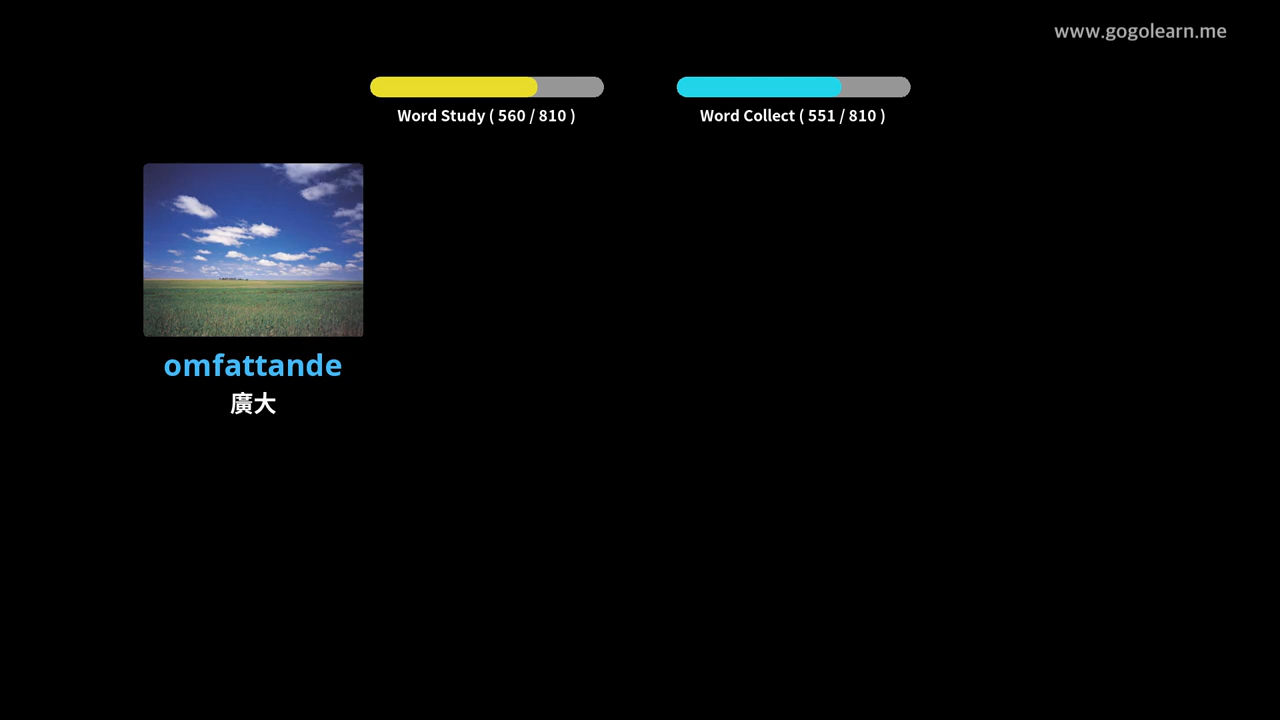 www.gogolearn.me
Word Study ( 560 / 810 )
Word Collect ( 551 / 810 )
omfattande
廣大